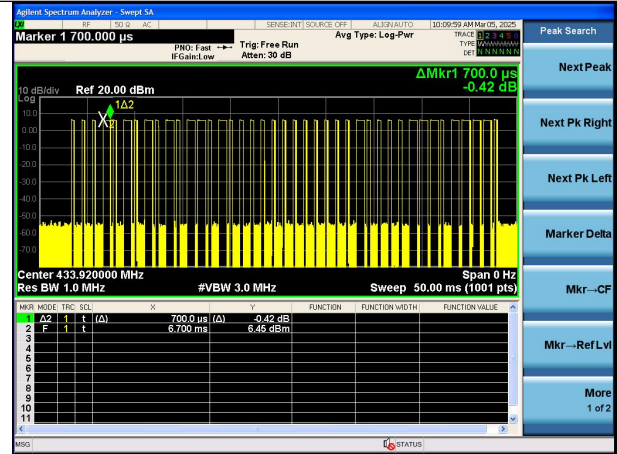 Agilent Spectrum Analyzer - Swept SA
LXI RF 50 Ω AC SENSE:INT SOURCE OFF ALIGN AUTO 10:09:59 AM Mar 05, 2025
Marker 1 700.000 µs
PNO: Fast
IFGain:Low
Trig: Free Run
Atten: 30 dB
Avg Type: Log-Pwr
TRACE 1 2 3 4 5 6
TYPE
DET N N N N N N
ΔMkr1 700.0 µs
-0.42 dB
10 dB/div Ref 20.00 dBm
Log
1Δ2
10.0
0.00
-10.0
-20.0
-30.0
-40.0
-50.0
-60.0
-70.0
Center 433.920000 MHz Span 0 Hz
Res BW 1.0 MHz #VBW 3.0 MHz Sweep 50.00 ms (1001 pts)
MKR MODE TRC SCL X Y FUNCTION FUNCTION WIDTH FUNCTION VALUE
1 Δ2 1 t (Δ) 700.0 µs (Δ) -0.42 dB
2 F 1 t 6.700 ms 6.45 dBm
3
4
5
6
7
8
9
10
11
MSG STATUS
Peak Search
Next Peak
Next Pk Right
Next Pk Left
Marker Delta
Mkr→CF
Mkr→Ref Lvl
More
1 of 2